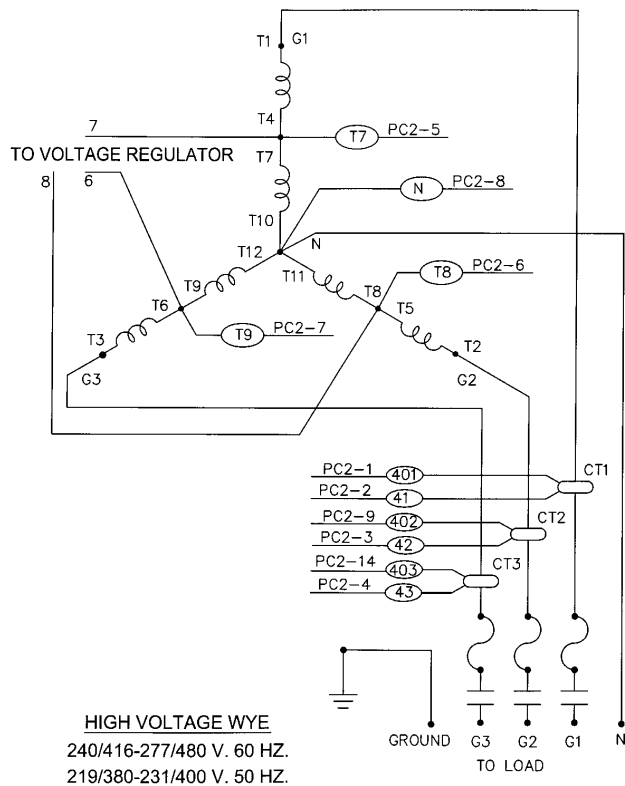 T1 G1
T4
7
T7 PC2-5
TO VOLTAGE REGULATOR
T7
8 6
N PC2-8
T10
T12 N
T9 T11 T8 PC2-6
T6 T8
T5
T9 PC2-7
T3 T2
G3 G2
PC2-1 401 CT1
PC2-2 41
PC2-9 402 CT2
PC2-3 42
PC2-14 403 CT3
PC2-4 43
HIGH VOLTAGE WYE
240/416-277/480 V. 60 HZ.
219/380-231/400 V. 50 HZ.
GROUND G3 G2 G1 N
TO LOAD